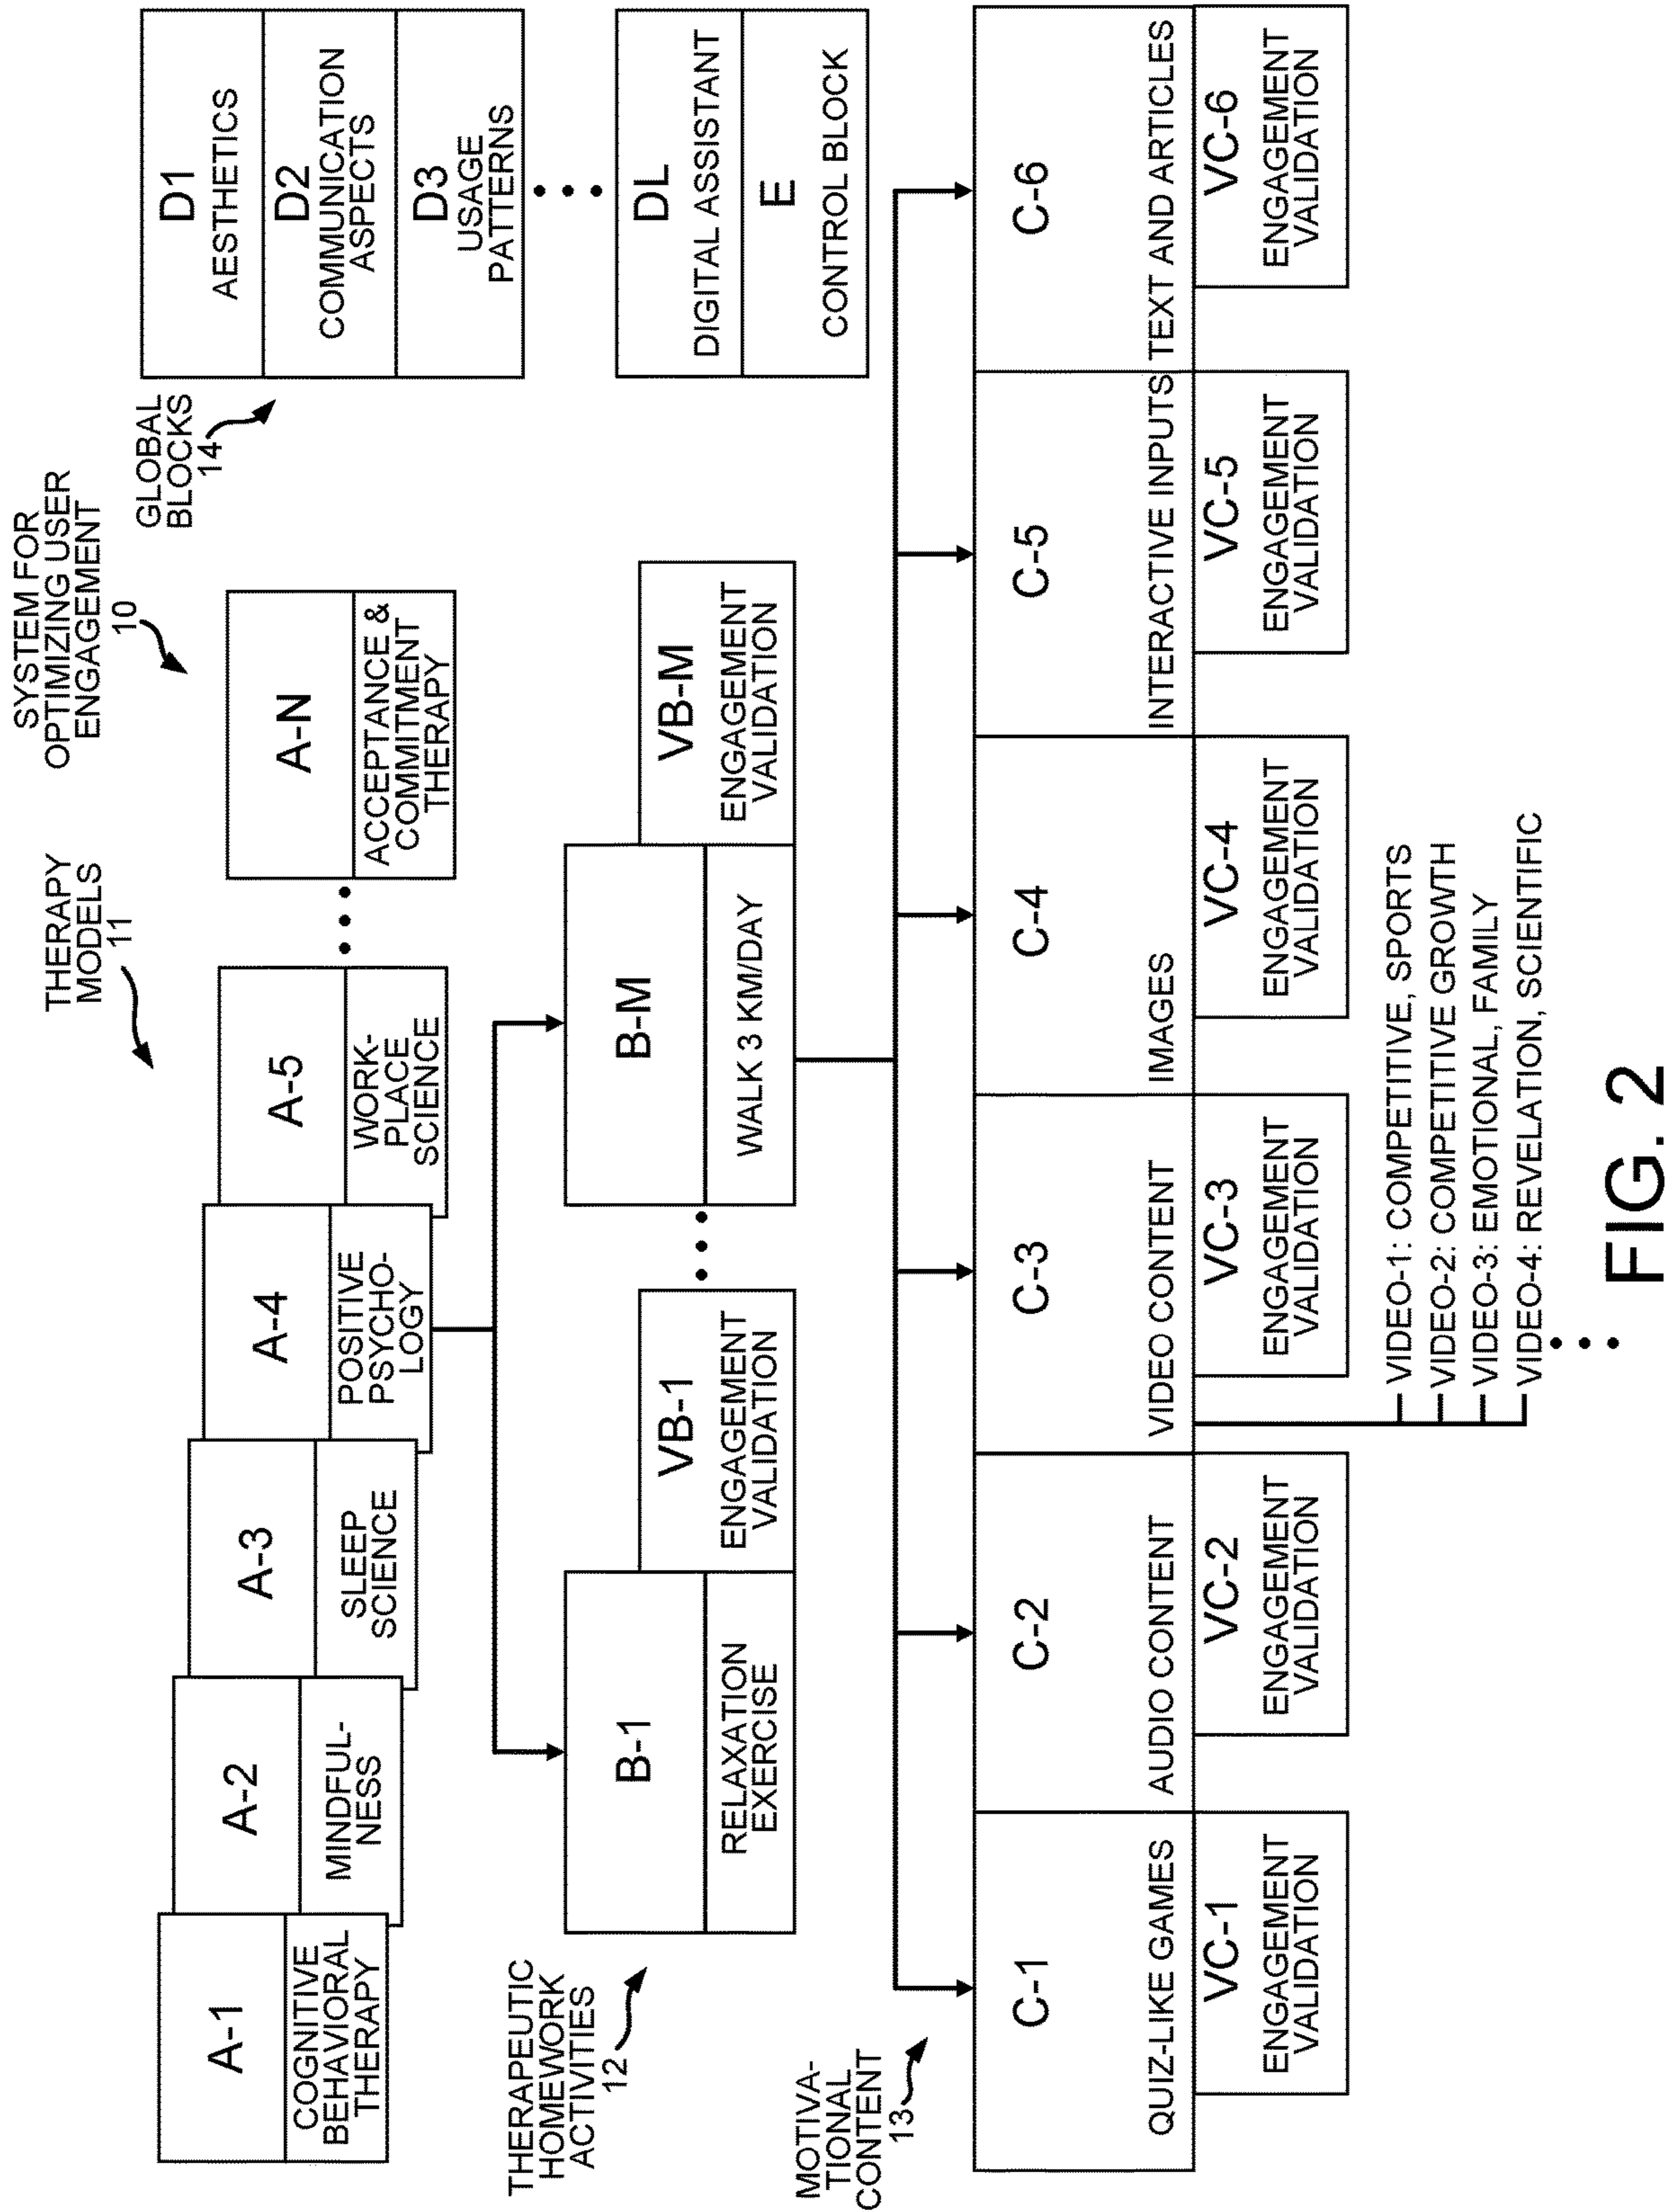 SYSTEM FOR
OPTIMIZING USER
ENGAGEMENT
10
THERAPY
MODELS
11
A-1
COGNITIVE
BEHAVIORAL
THERAPY
A-2
MINDFUL-
NESS
A-3
SLEEP
SCIENCE
A-4
POSITIVE
PSYCHO-
LOGY
A-5
WORK-
PLACE
SCIENCE
A-N
ACCEPTANCE &
COMMITMENT
THERAPY
GLOBAL
BLOCKS
14
D1
AESTHETICS
D2
COMMUNICATION
ASPECTS
D3
USAGE
PATTERNS
DL
DIGITAL ASSISTANT
E
CONTROL BLOCK
THERAPEUTIC
HOMEWORK
ACTIVITIES
12
B-1
RELAXATION
EXERCISE
VB-1
ENGAGEMENT
VALIDATION
B-M
WALK 3 KM/DAY
VB-M
ENGAGEMENT
VALIDATION
MOTIVA-
TIONAL
CONTENT
13
C-1
QUIZ-LIKE GAMES
VC-1
ENGAGEMENT
VALIDATION
C-2
AUDIO CONTENT
VC-2
ENGAGEMENT
VALIDATION
C-3
VIDEO CONTENT
VC-3
ENGAGEMENT
VALIDATION
C-4
IMAGES
VC-4
ENGAGEMENT
VALIDATION
C-5
INTERACTIVE INPUTS
VC-5
ENGAGEMENT
VALIDATION
C-6
TEXT AND ARTICLES
VC-6
ENGAGEMENT
VALIDATION
VIDEO-1: COMPETITIVE, SPORTS
VIDEO-2: COMPETITIVE GROWTH
VIDEO-3: EMOTIONAL, FAMILY
VIDEO-4: REVELATION, SCIENTIFIC
FIG. 2